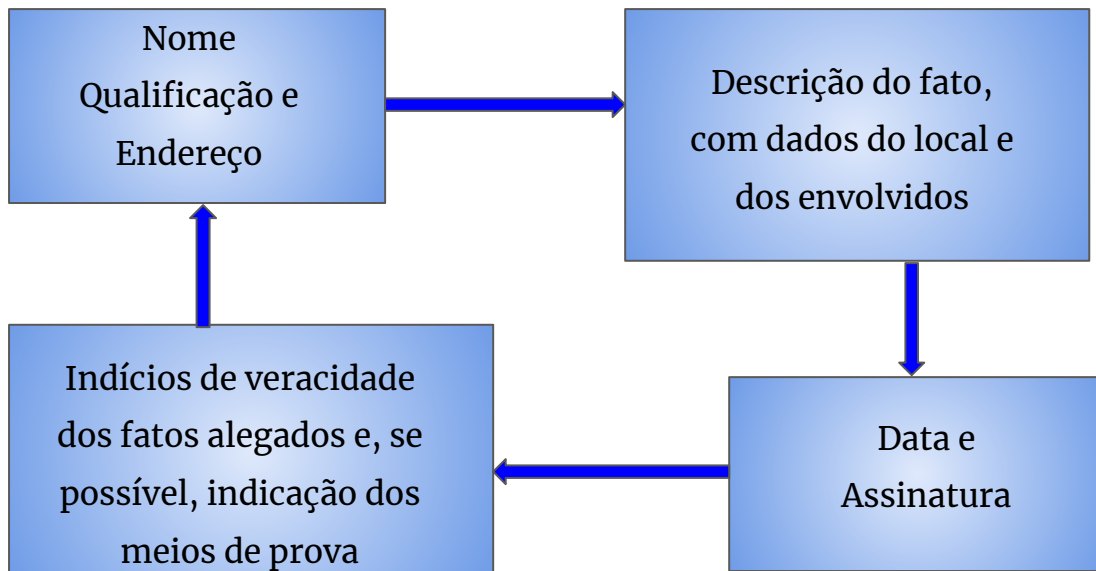 Nome
Qualificação e
Endereço
Descrição do fato,
com dados do local e
dos envolvidos
Indícios de veracidade
dos fatos alegados e, se
possível, indicação dos
meios de prova
Data e
Assinatura